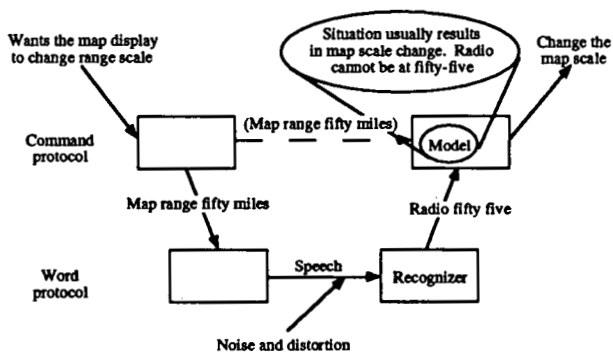 Wants the map display
to change range scale
Situation usually results
in map scale change. Radio
cannot be at fifty-five
Change the
map scale
Command
protocol
(Map range fifty miles)
Model
Map range fifty miles
Radio fifty five
Word
protocol
Speech
Recognizer
Noise and distortion